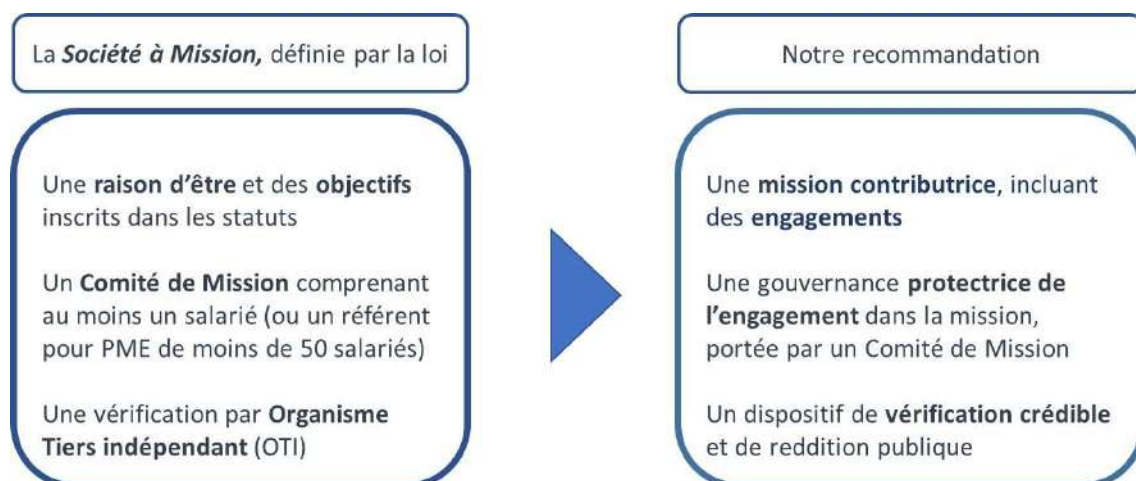 La Société à Mission, définie par la loi
Une raison d’être et des objectifs
inscrits dans les statuts
Un Comité de Mission comprenant
au moins un salarié (ou un référent
pour PME de moins de 50 salariés)
Une vérification par Organisme
Tiers indépendant (OTI)
Notre recommandation
Une mission contributrice, incluant
des engagements
Une gouvernance protectrice de
l’engagement dans la mission,
portée par un Comité de Mission
Un dispositif de vérification crédible
et de reddition publique